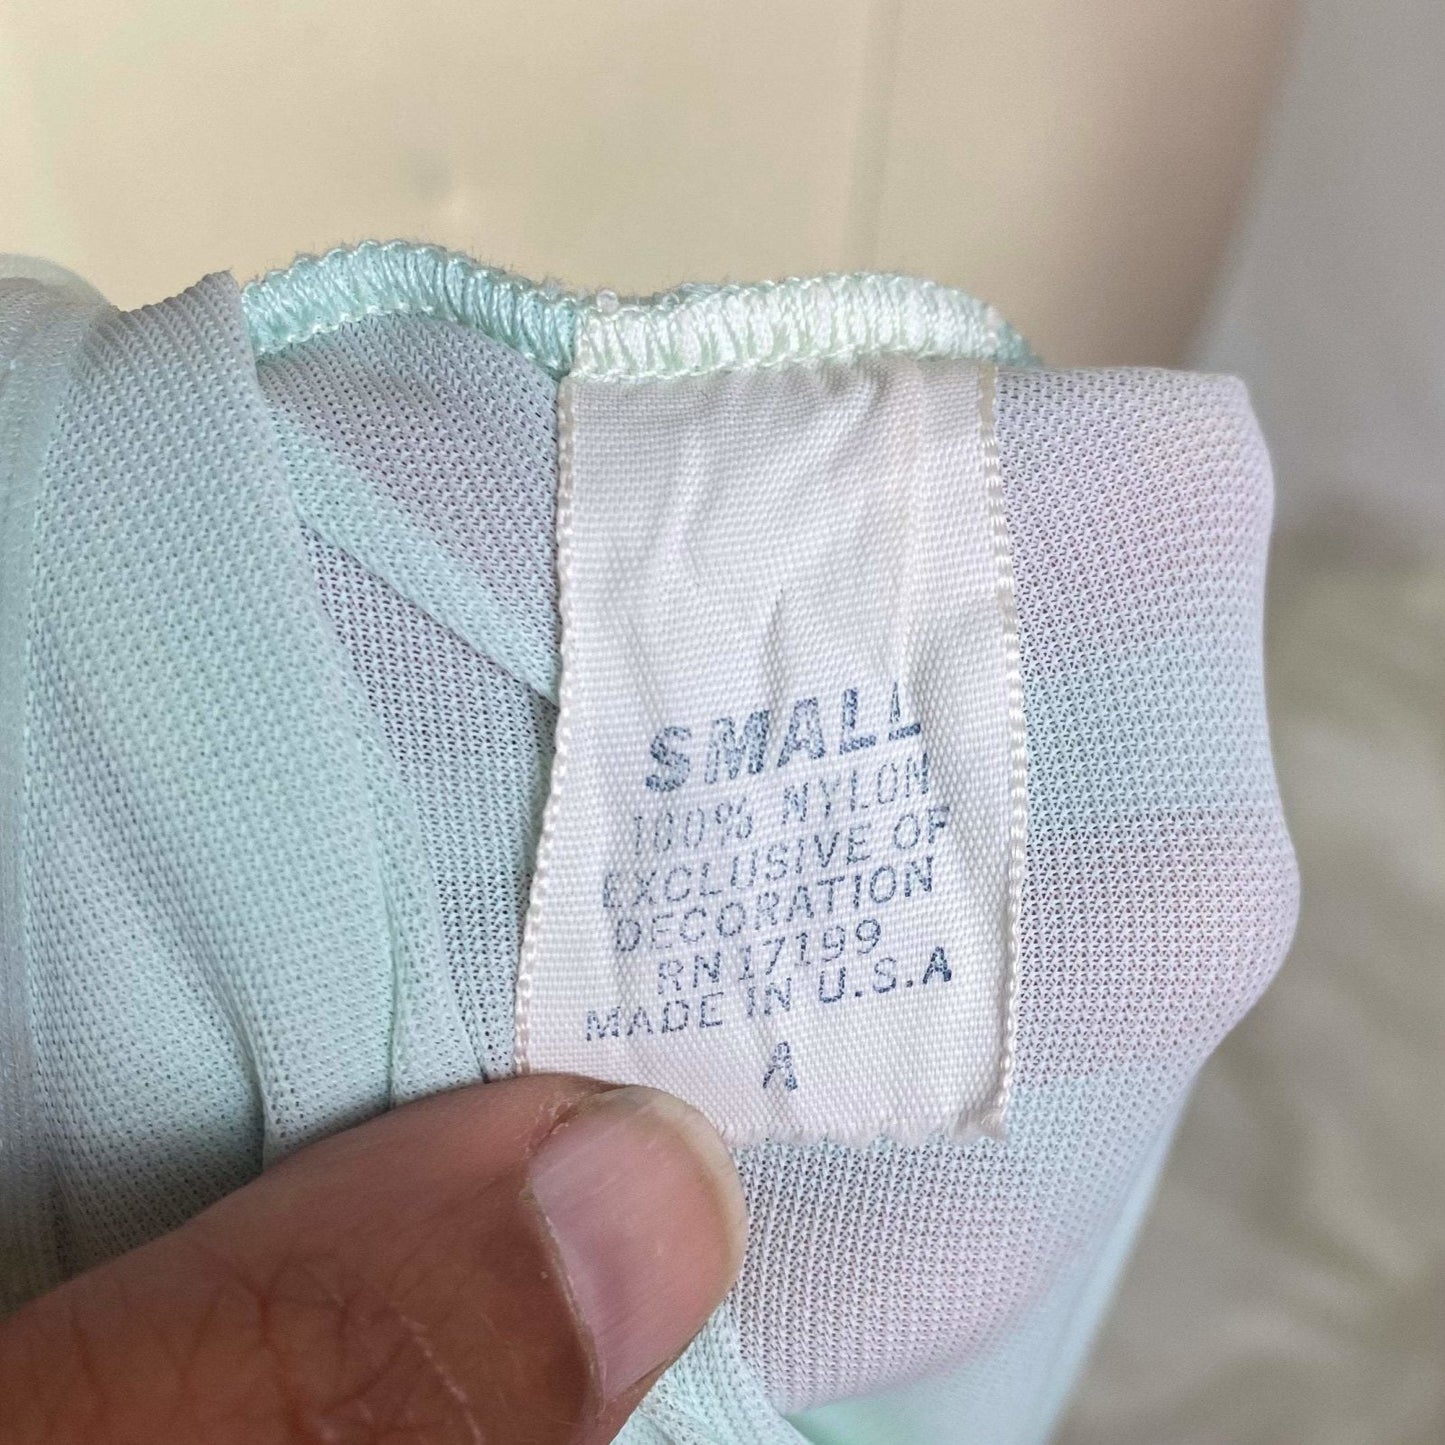 SMALL
100% NYLON
EXCLUSIVE OF
DECORATION
RN 17199
MADE IN U.S.A
A